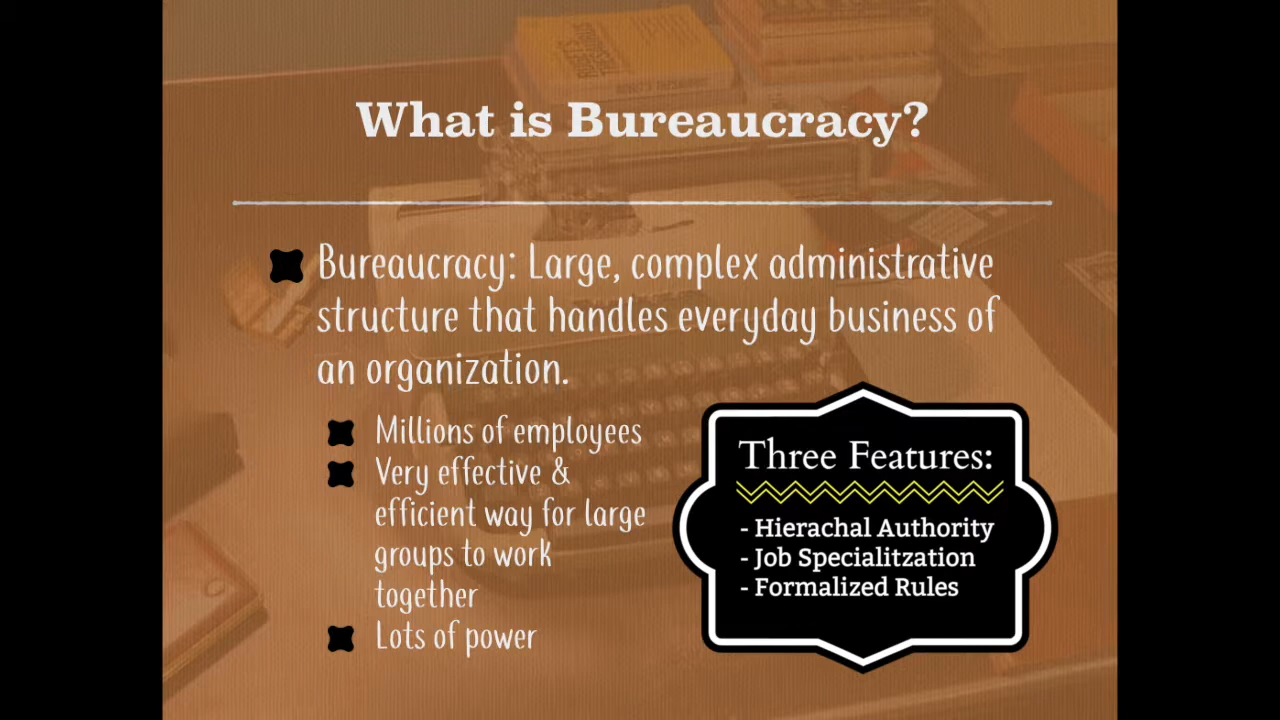 What is Bureaucracy?
Bureaucracy: Large, complex administrative
structure that handles everyday business of
an organization.
Millions of employees
Very effective &
efficient way for large
groups to work
together
Lots of power
Three Features:
- Hierachal Authority
- Job Specialitzation
- Formalized Rules